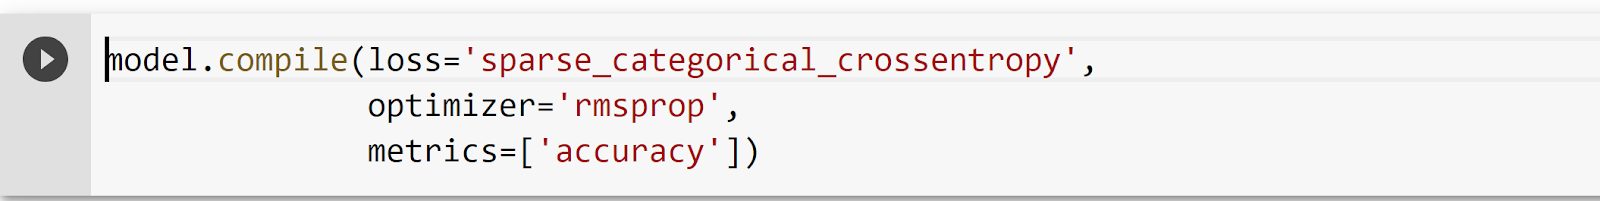 model.compile(loss='sparse_categorical_crossentropy',
optimizer='rmsprop',
metrics=['accuracy'])